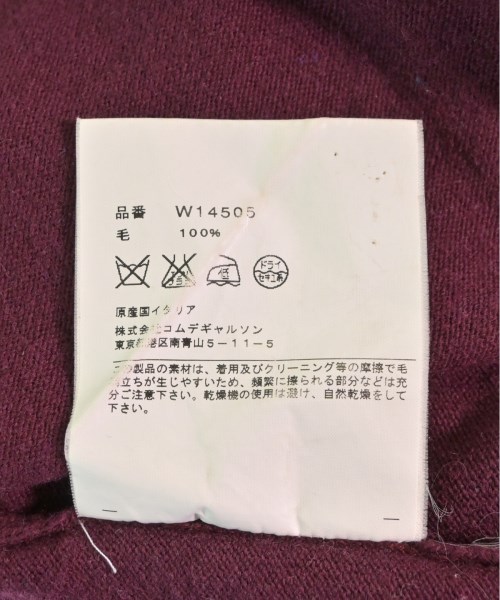 品番 W14505
毛 100%
低
ドライ
セキユ系
原産国イタリア
株式会社コムデギャルソン
東京都港区南青山5-11-5
この製品の素材は、着用及びクリーニング等の摩擦で毛
羽立ちが生じやすいため、頻繁に擦られる部分などは充
分ご注意下さい。乾燥機の使用は避け、自然乾燥をして
下さい。